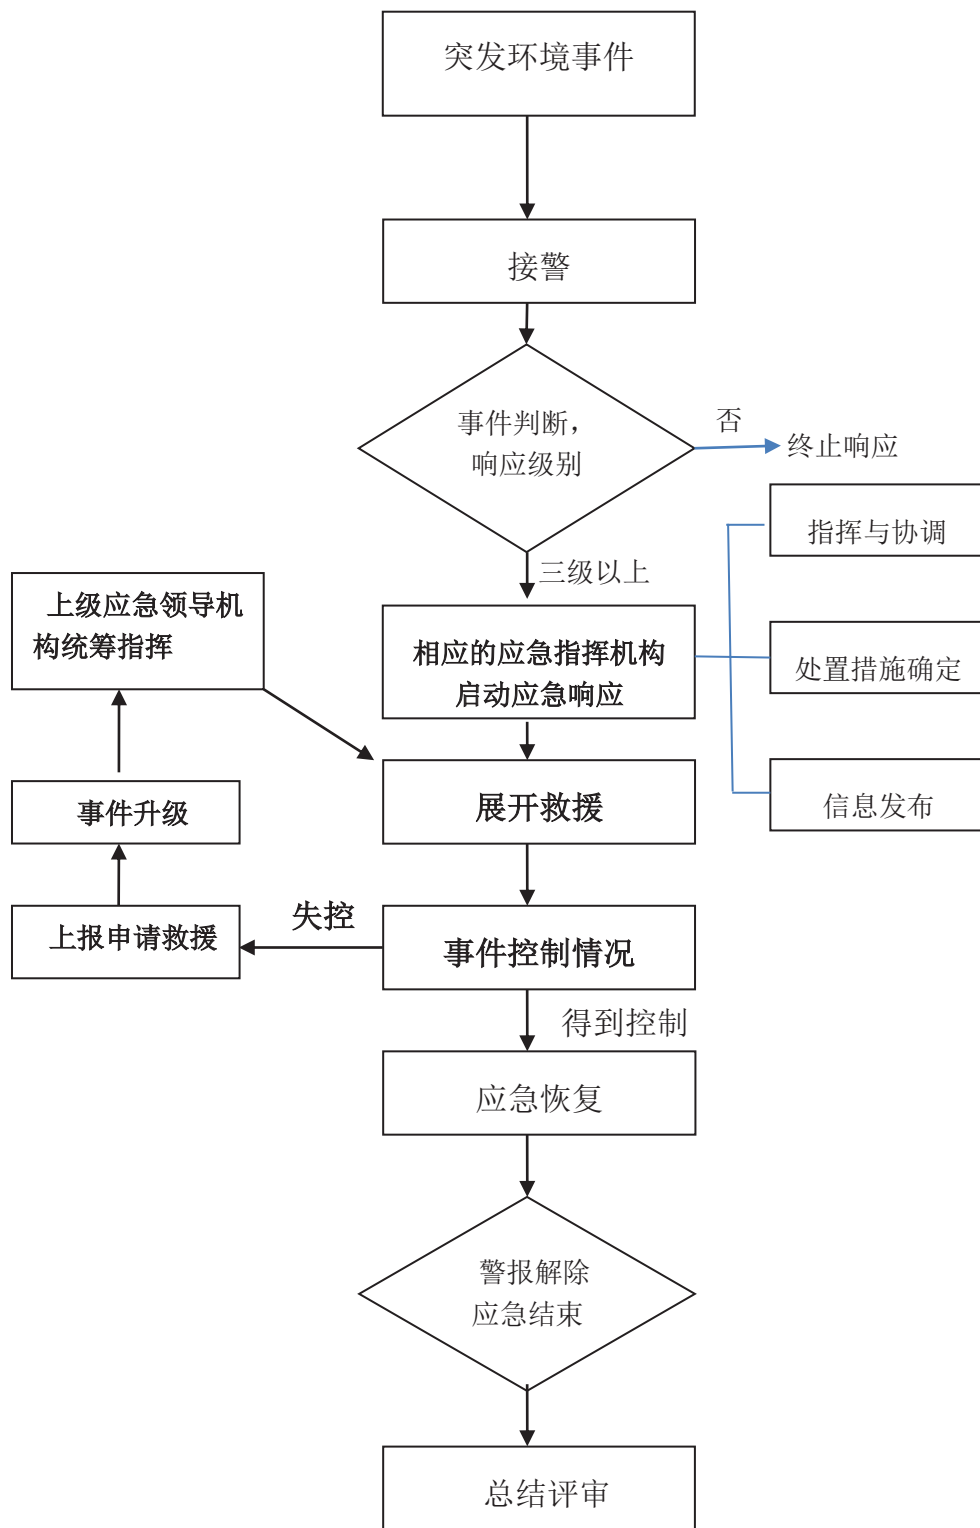 突发环境事件
接警
事件判断，
响应级别
否
终止响应
指挥与协调
三级以上
上级应急领导机
构统筹指挥
相应的应急指挥机构
启动应急响应
处置措施确定
事件升级
展开救援
信息发布
失控
上报申请救援
事件控制情况
得到控制
应急恢复
警报解除
应急结束
总结评审